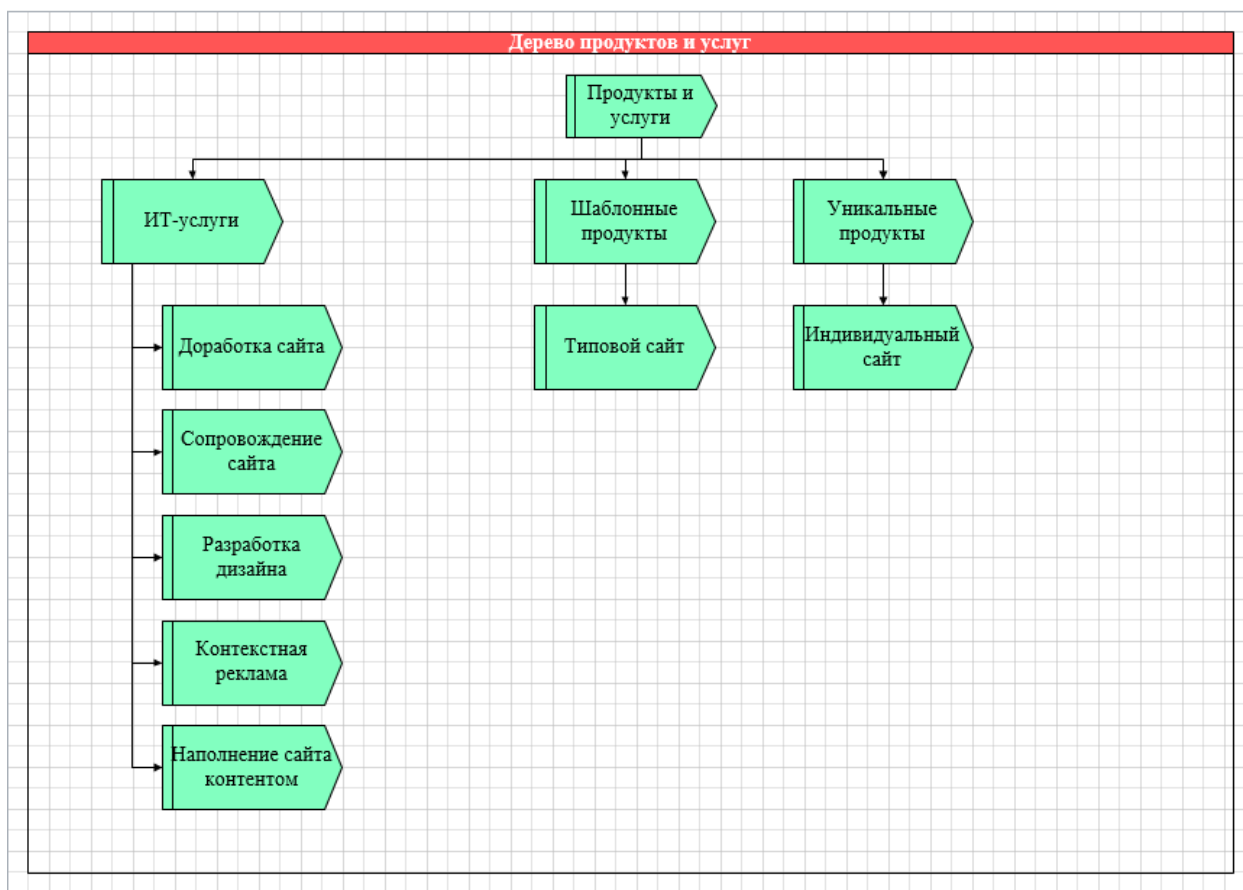 Дерево продуктов и услуг
Продукты и
услуги
ИТ-услуги
Шаблонные
продукты
Уникальные
продукты
Доработка сайта
Типовой сайт
Индивидуальный
сайт
Сопровождение
сайта
Разработка
дизайна
Контекстная
реклама
Наполнение сайта
контентом